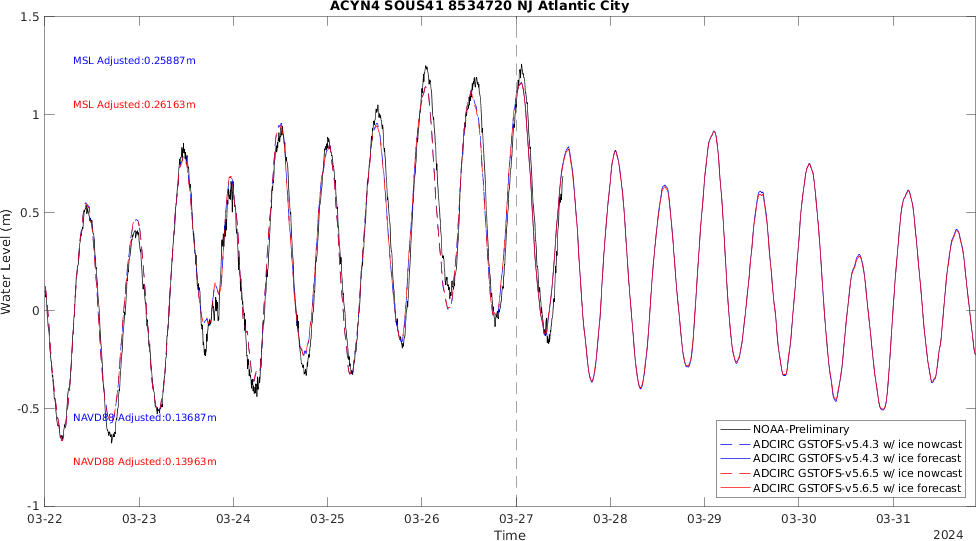 ACYN4 SOUS41 8534720 NJ Atlantic City
1.5
MSL Adjusted:0.25887m
MSL Adjusted:0.26163m
1
0.5
Water Level (m)
0
-0.5
NAVD88 Adjusted:0.13687m
NAVD88 Adjusted:0.13963m
NOAA-Preliminary
ADCIRC GSTOFS-v5.4.3 w/ ice nowcast
ADCIRC GSTOFS-v5.4.3 w/ ice forecast
ADCIRC GSTOFS-v5.6.5 w/ ice nowcast
ADCIRC GSTOFS-v5.6.5 w/ ice forecast
-1
03-22 03-23 03-24 03-25 03-26 03-27 03-28 03-29 03-30 03-31
Time
2024